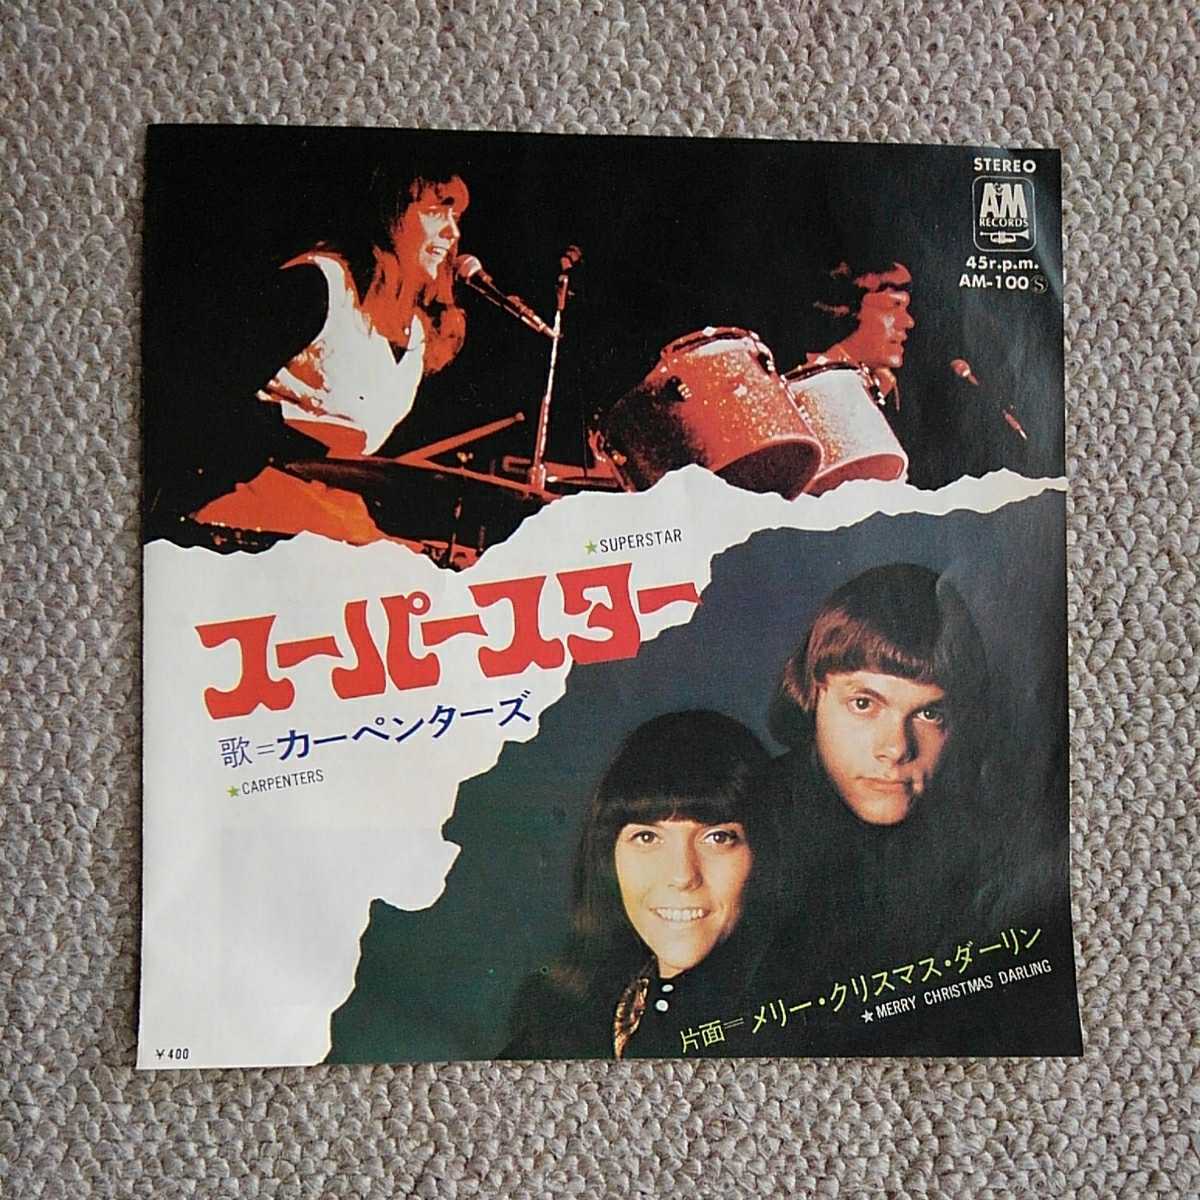 STEREO
A&M
RECORDS
45r.p.m.
AM-100 Ⓢ
★SUPERSTAR
スーパースター
歌=カーペンターズ
★CARPENTERS
片面=メリー・クリスマス・ダーリン
★MERRY CHRISTMAS DARLING
¥400